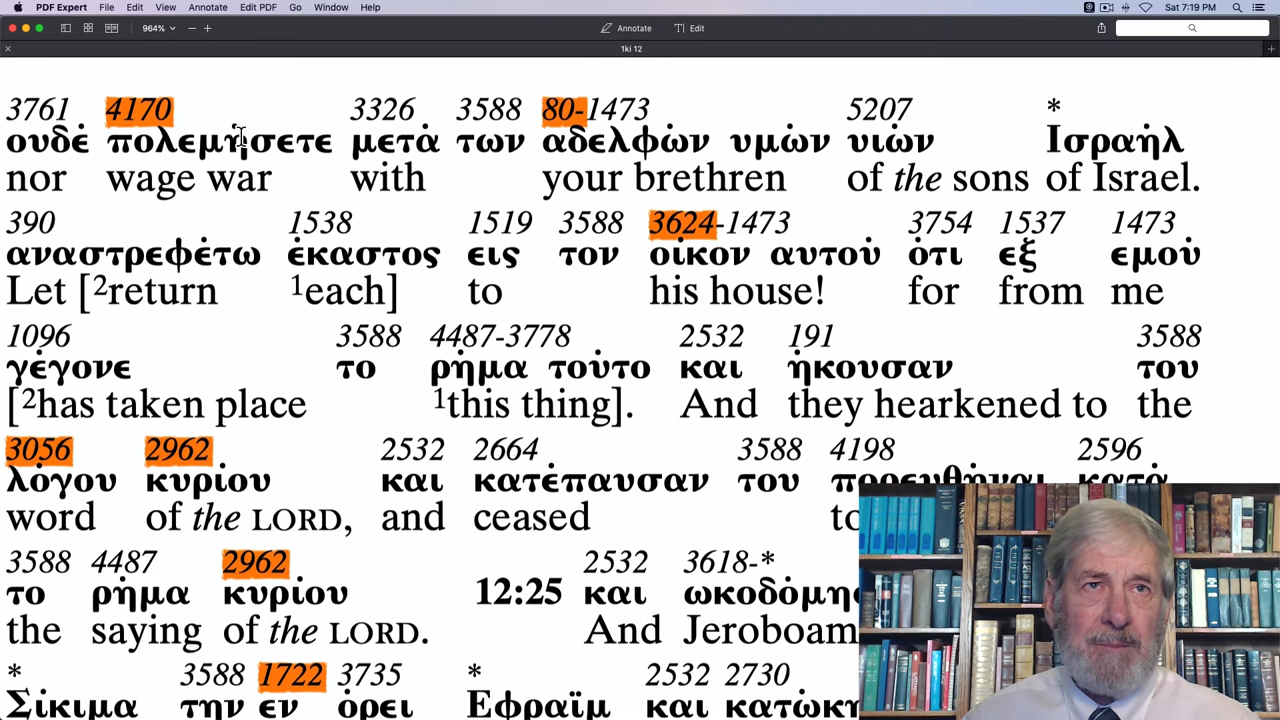 PDF Expert File Edit View Annotate Edit PDF Go Window Help Sat 7:19 PM
964% Annotate Edit
1ki 12
3761 4170 3326 3588 80-1473 5207 *
ουδέ πολεμήσετε μετά των αδελφών υμών υιών Ισραήλ
nor wage war with your brethren of the sons of Israel.
390 1538 1519 3588 3624-1473 3754 1537 1473
αναστρεφέτω έκαστος εις τον οίκον αυτού ότι εξ εμού
Let [²return ¹each] to his house! for from me
1096 3588 4487-3778 2532 191 3588
γέγονε το ρήμα τούτο και ήκουσαν του
[²has taken place ¹this thing]. And they hearkened to the
3056 2962 2532 2664 3588 4198 2596
λόγου κυρίου και κατέπαυσαν του πορευθήναι κατά
word of the LORD, and ceased
3588 4487 2962 2532 3618-*
το ρήμα κυρίου 12:25 και
the saying of the LORD. And Jeroboam
* 3588 1722 3735 * 2532 2730
Σίκιμα την εν όρει Εφραϊμ και